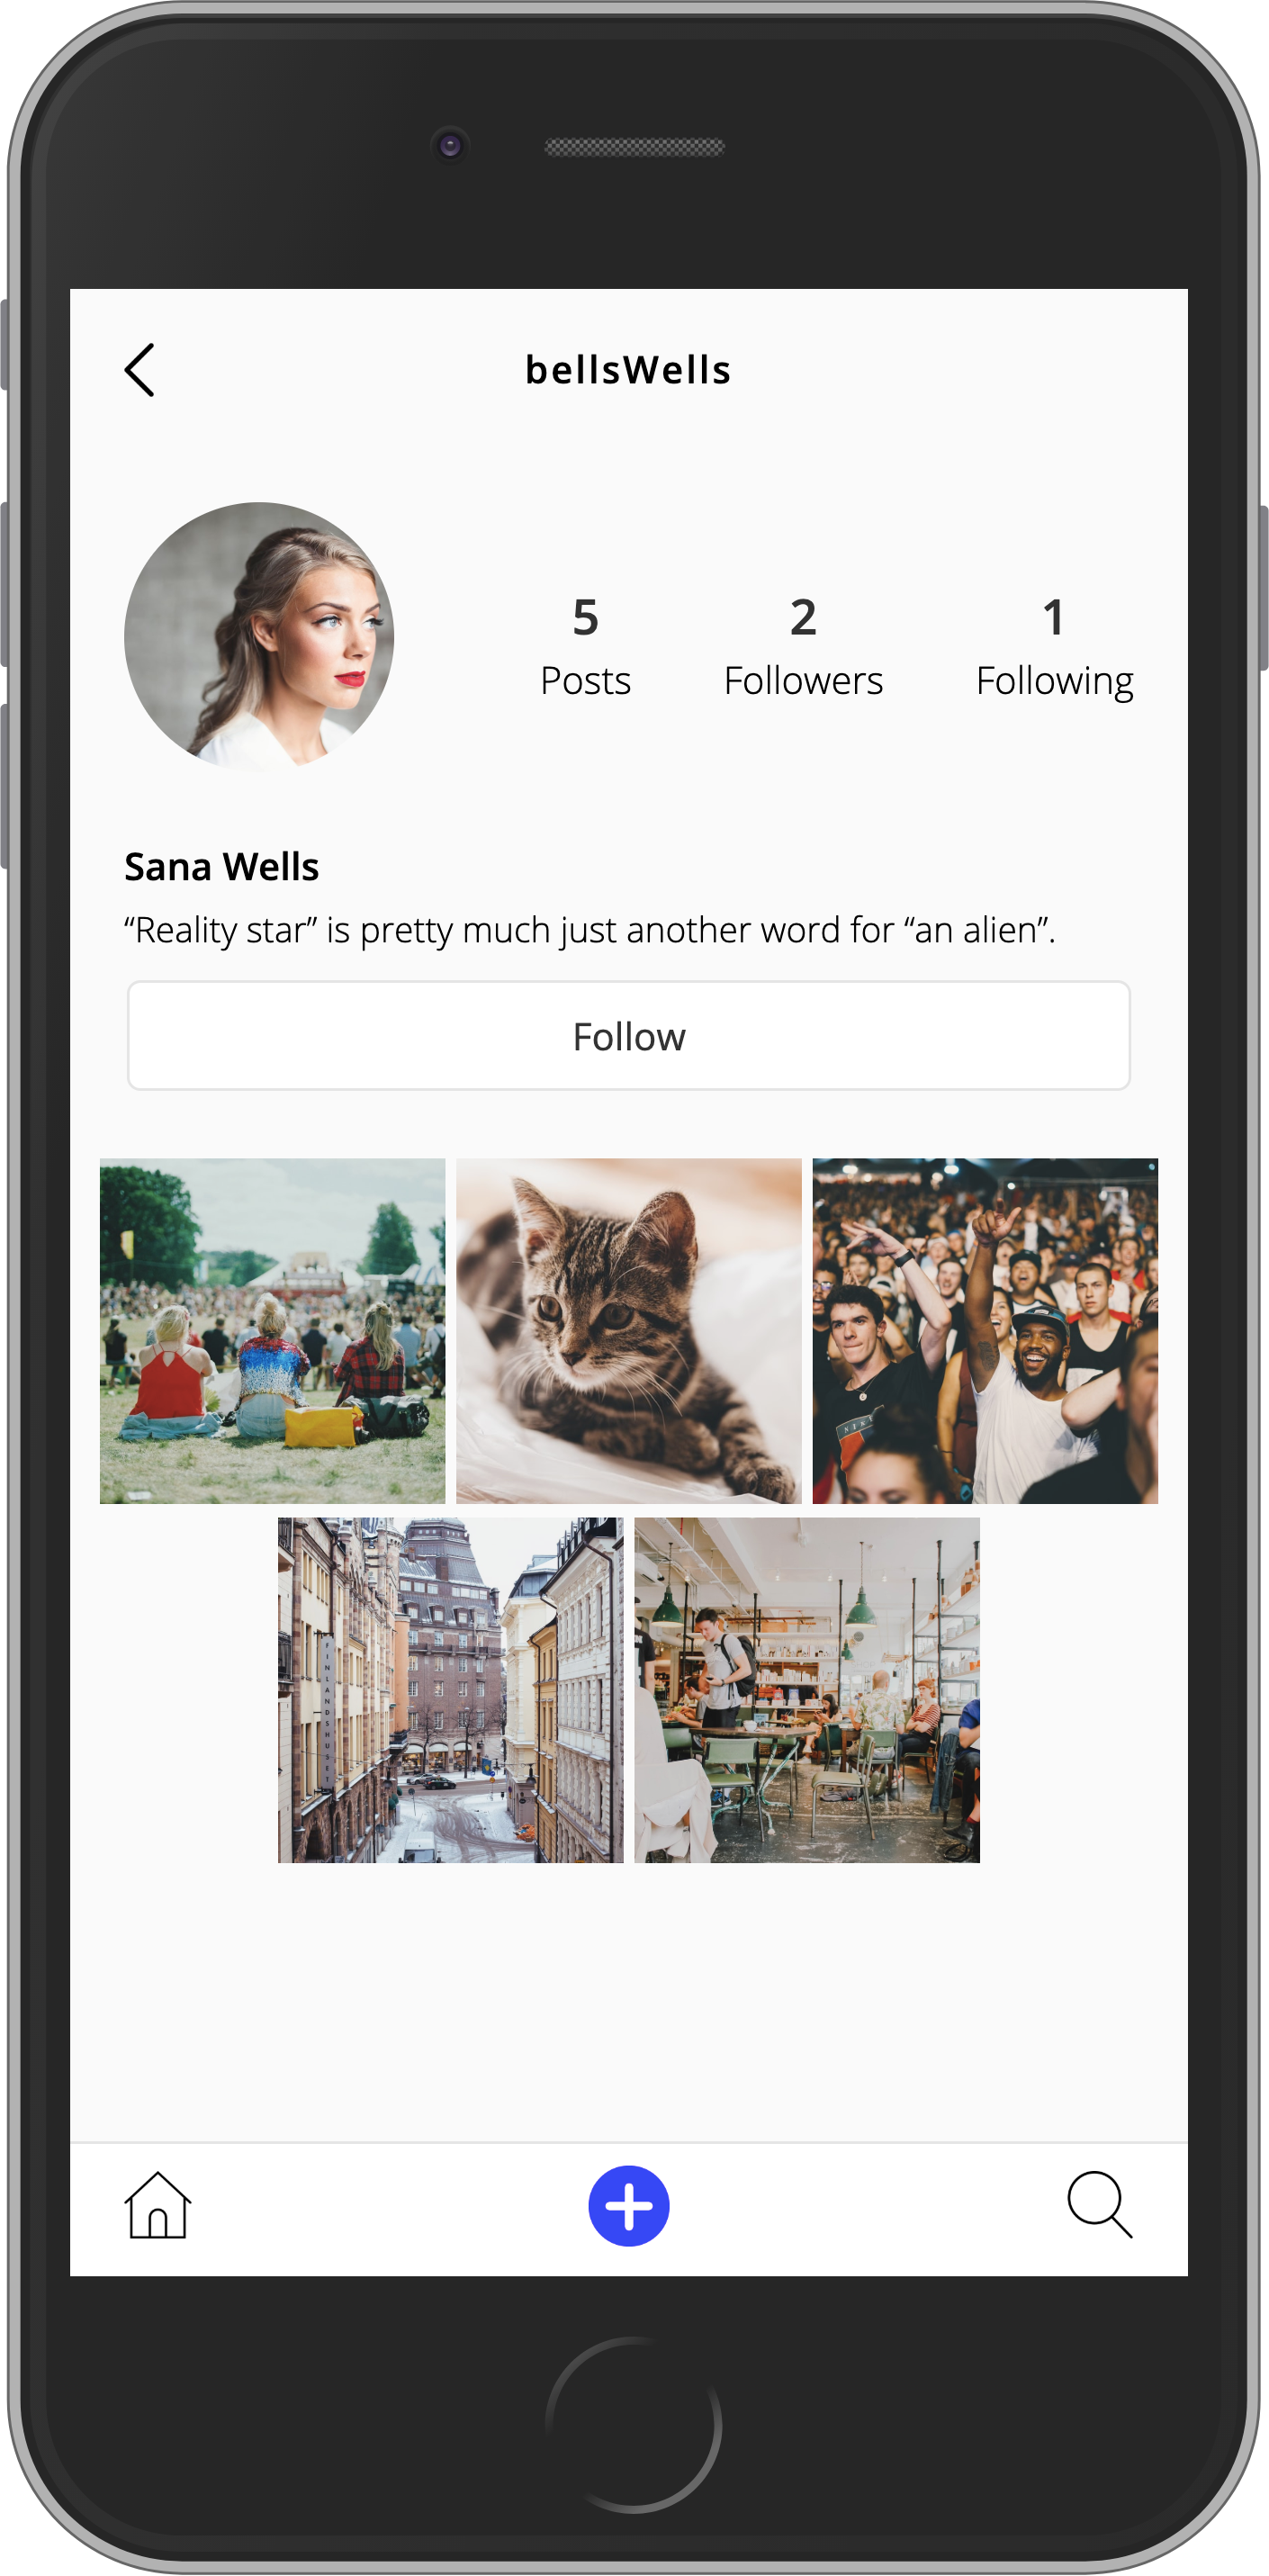 bellsWells
5 2 1
Posts Followers Following
Sana Wells
“Reality star” is pretty much just another word for “an alien”.
Follow
FINLANDSHUSET